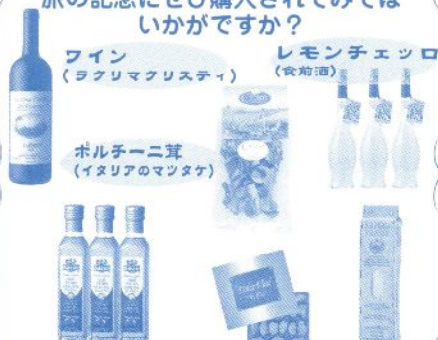 旅の記念にぜひ購入されてみては
いかがですか？
ワイン
（ラクリマクリスティ）
レモンチェッロ
（食前酒）
ポルチーニ茸
（イタリアのマツタケ）